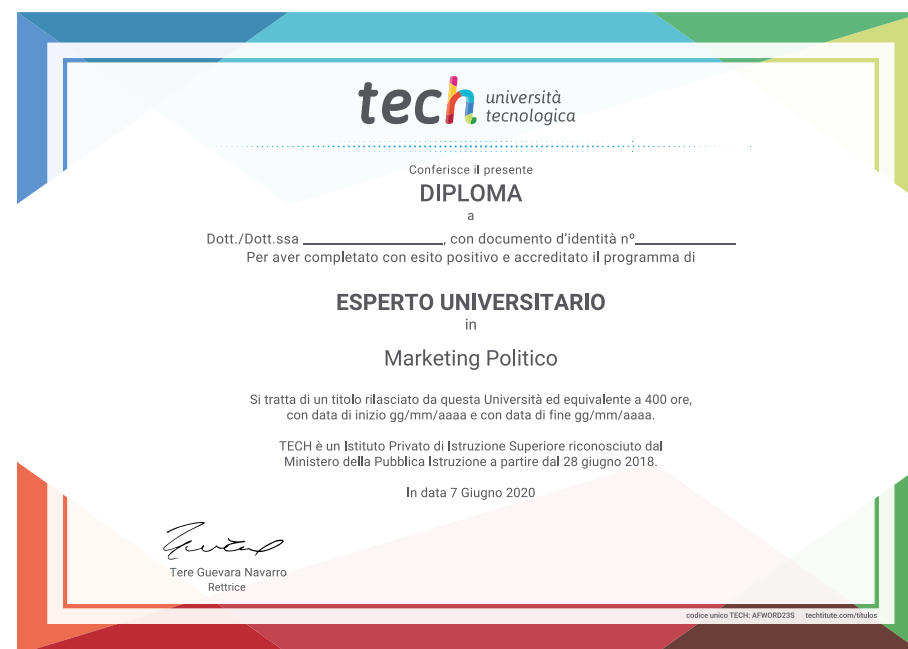 tech università
tecnologica
Conferisce il presente
DIPLOMA
a
Dott./Dott.ssa ____________________, con documento d'identità nº______________
Per aver completato con esito positivo e accreditato il programma di
ESPERTO UNIVERSITARIO
in
Marketing Politico
Si tratta di un titolo rilasciato da questa Università ed equivalente a 400 ore,
con data di inizio gg/mm/aaaa e con data di fine gg/mm/aaaa.
TECH è un Istituto Privato di Istruzione Superiore riconosciuto dal
Ministero della Pubblica Istruzione a partire dal 28 giugno 2018.
In data 7 Giugno 2020
Tere Guevara Navarro
Rettrice
codice unico TECH: AFWORD23S techtitute.com/titulos